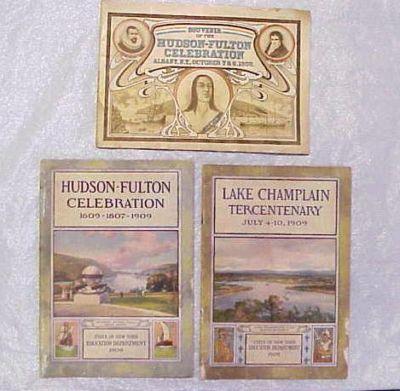 SOUVENIR
OF THE
HUDSON-FULTON
CELEBRATION
ALBANY, N.Y. OCTOBER 7 & 8, 1909.
HUDSON-FULTON
CELEBRATION
1609-1807-1909
STATE OF NEW YORK
EDUCATION DEPARTMENT
1909
LAKE CHAMPLAIN
TERCENTENARY
JULY 4-10, 1909
STATE OF NEW YORK
EDUCATION DEPARTMENT
1909